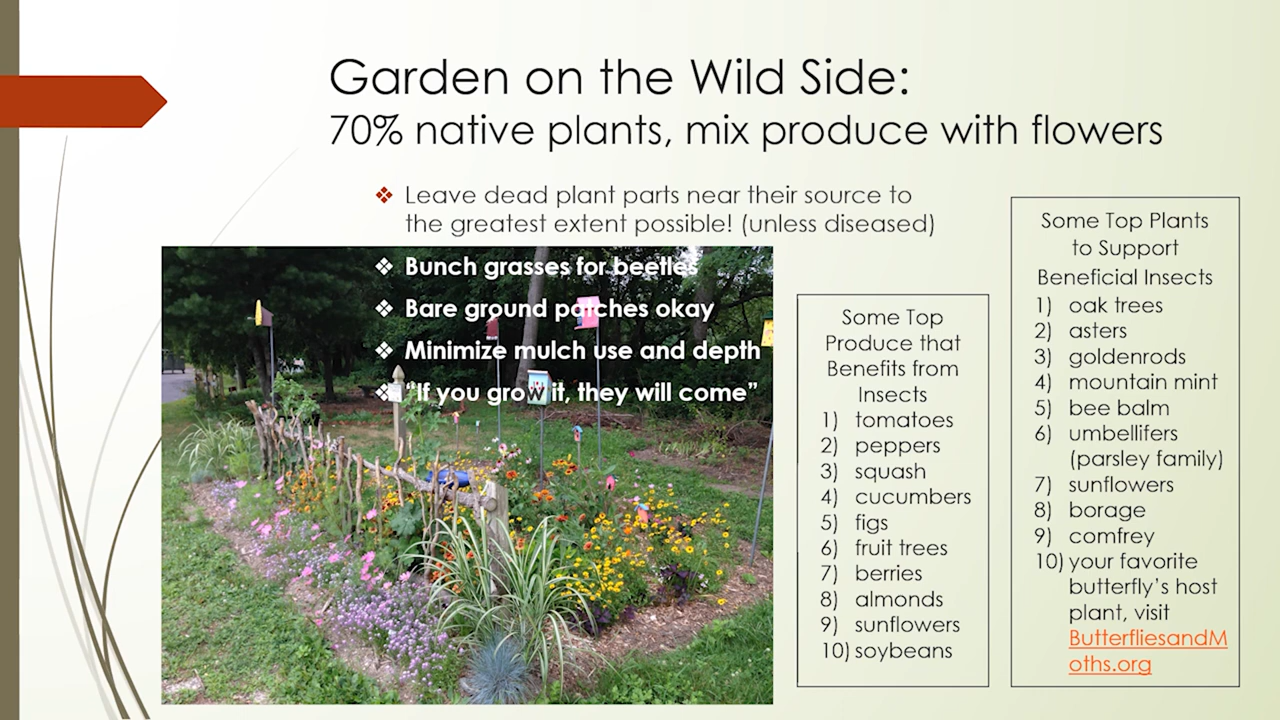 Garden on the Wild Side:
70% native plants, mix produce with flowers
❖ Leave dead plant parts near their source to
the greatest extent possible! (unless diseased)
❖ Bunch grasses for beetles
❖ Bare ground patches okay
❖ Minimize mulch use and depth
❖ “If you grow it, they will come”
Some Top
Produce that
Benefits from
Insects
1) tomatoes
2) peppers
3) squash
4) cucumbers
5) figs
6) fruit trees
7) berries
8) almonds
9) sunflowers
10) soybeans
Some Top Plants
to Support
Beneficial Insects
1) oak trees
2) asters
3) goldenrods
4) mountain mint
5) bee balm
6) umbellifers
(parsley family)
7) sunflowers
8) borage
9) comfrey
10) your favorite
butterfly’s host
plant, visit
ButterfliesandM
oths.org